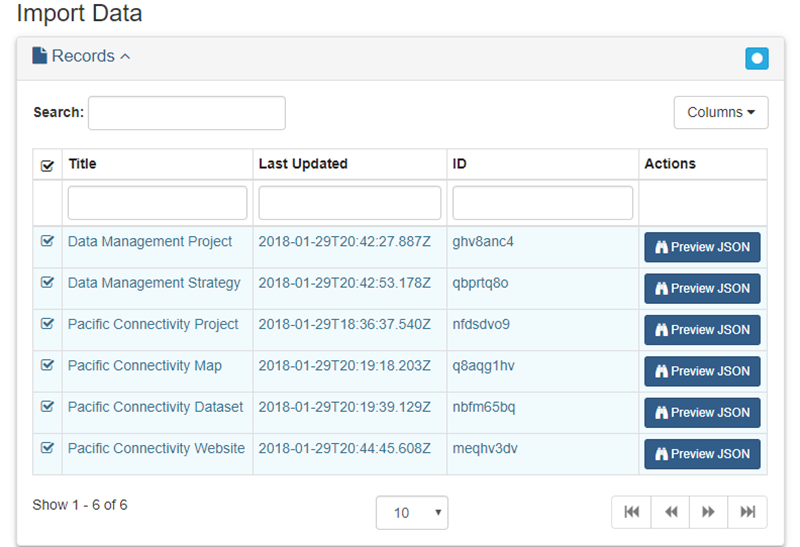 Import Data
Records
Search:
Columns
Title Last Updated ID Actions
Data Management Project 2018-01-29T20:42:27.887Z ghv8anc4 Preview JSON
Data Management Strategy 2018-01-29T20:42:53.178Z qbprtq8o Preview JSON
Pacific Connectivity Project 2018-01-29T18:36:37.540Z nfdsdvo9 Preview JSON
Pacific Connectivity Map 2018-01-29T20:19:18.203Z q8aqg1hv Preview JSON
Pacific Connectivity Dataset 2018-01-29T20:19:39.129Z nbfm65bq Preview JSON
Pacific Connectivity Website 2018-01-29T20:44:45.608Z meqhv3dv Preview JSON
Show 1 - 6 of 6 10